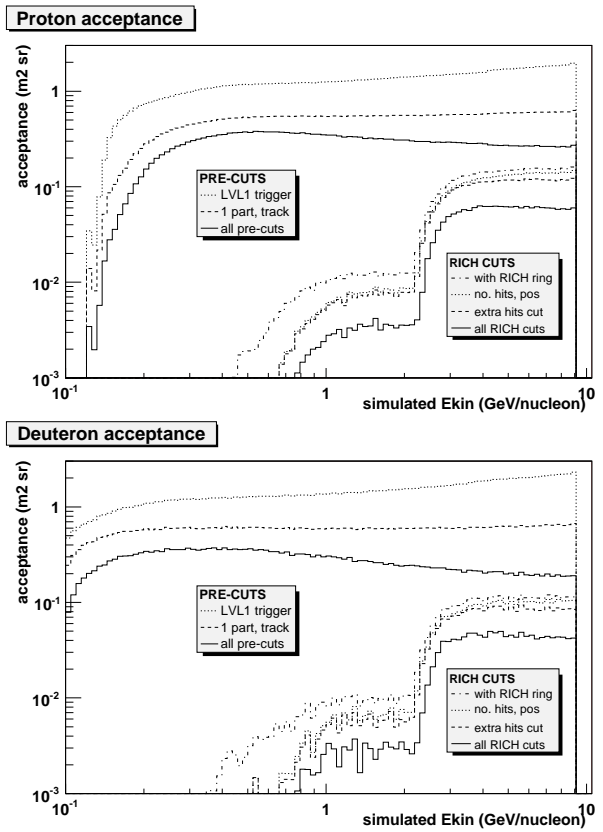 Proton acceptance
acceptance (m2 sr)
1
10-1
10-2
10-3
PRE-CUTS
LVL1 trigger
1 part, track
all pre-cuts
RICH CUTS
with RICH ring
no. hits, pos
extra hits cut
all RICH cuts
10-1
1
10
simulated Ekin (GeV/nucleon)
Deuteron acceptance
acceptance (m2 sr)
1
10-1
10-2
10-3
PRE-CUTS
LVL1 trigger
1 part, track
all pre-cuts
RICH CUTS
with RICH ring
no. hits, pos
extra hits cut
all RICH cuts
10-1
1
10
simulated Ekin (GeV/nucleon)